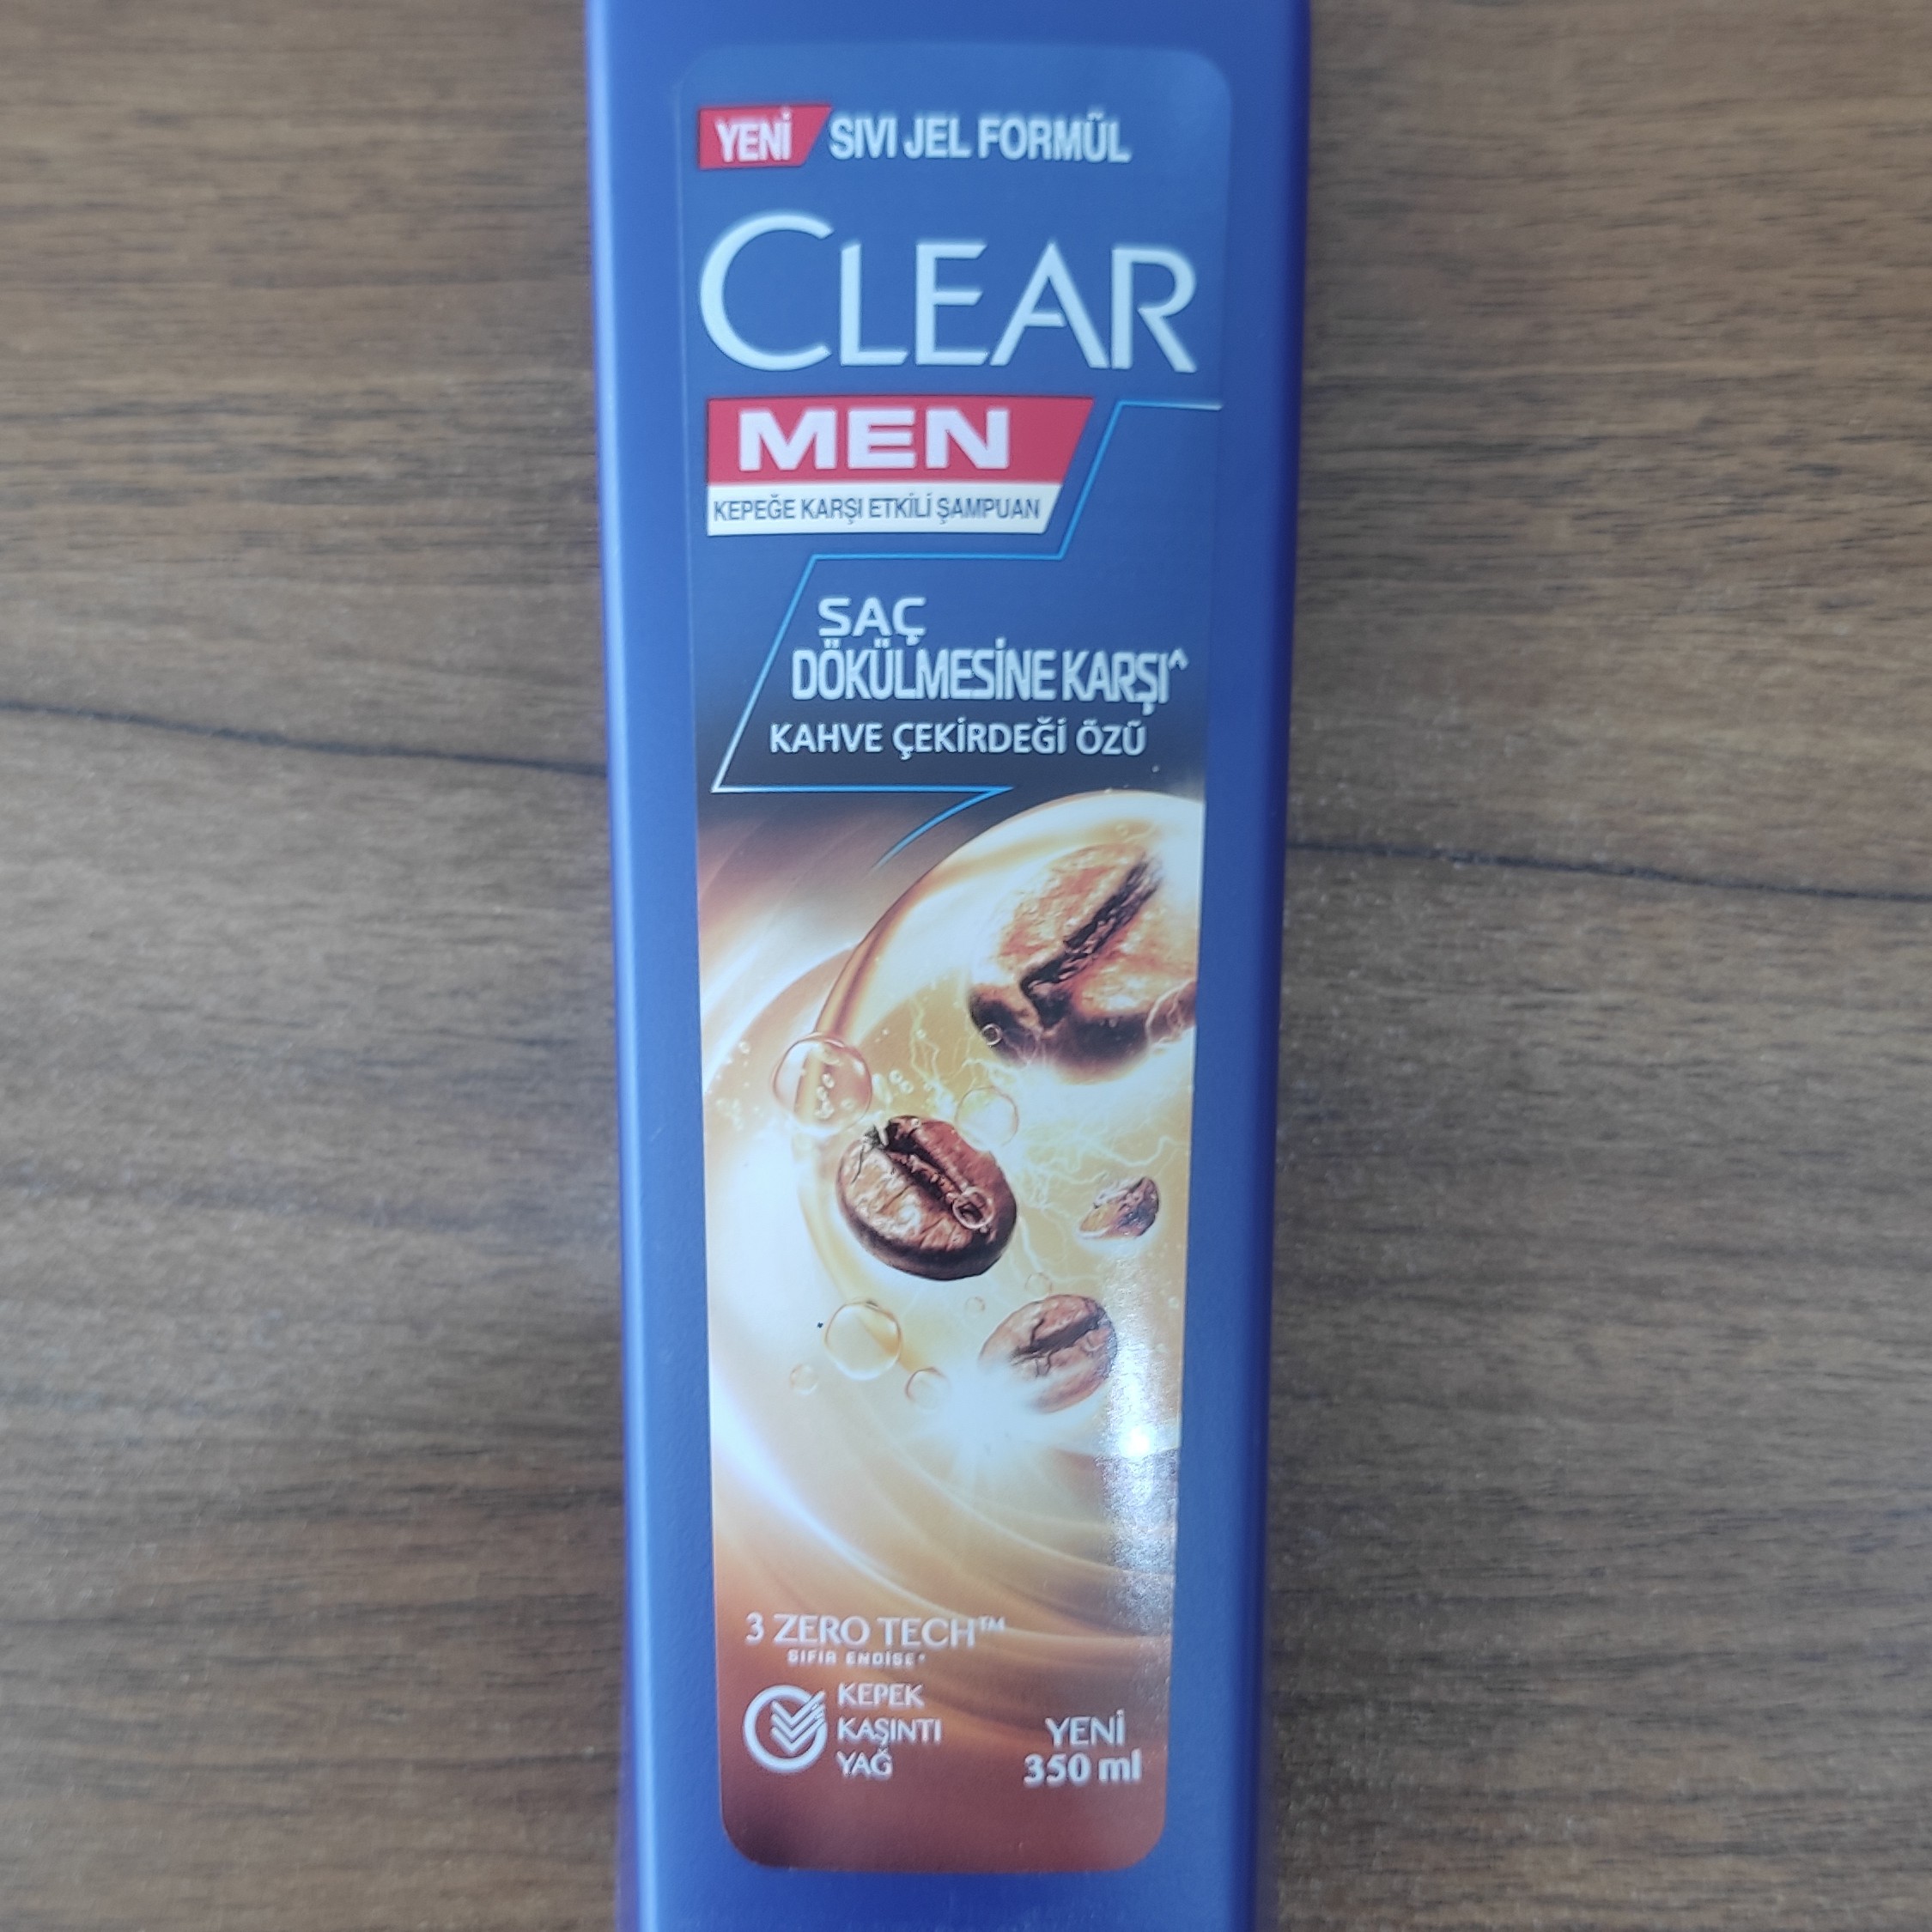 YENİ SIVI JEL FORMÜL
CLEAR
MEN
KEPEĞE KARŞI ETKİLİ ŞAMPUAN
SAÇ
DÖKÜLMESİNE KARŞI^
KAHVE ÇEKİRDEĞİ ÖZÜ
3 ZERO TECH™
SIFIR ENDİŞE*
KEPEK
KAŞINTI
YAĞ
YENİ
350 ml